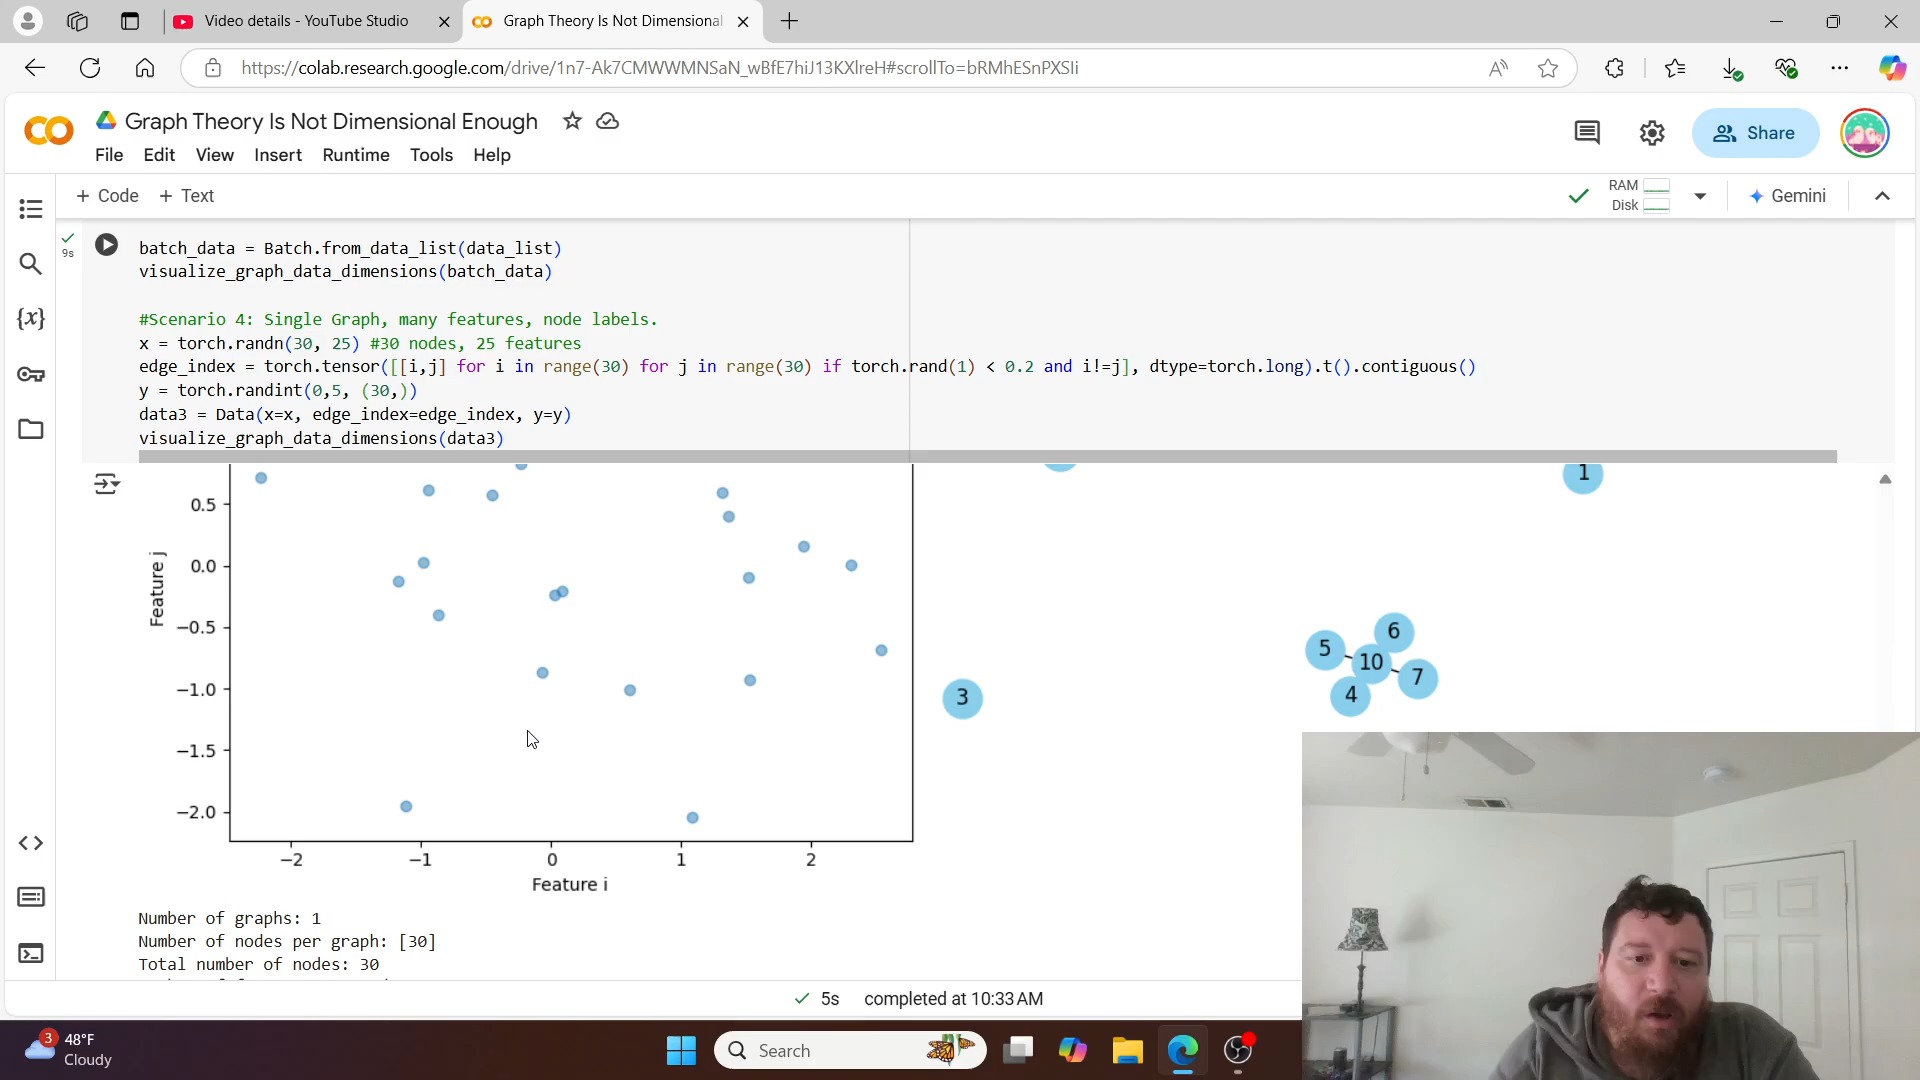 Video details - YouTube Studio
Graph Theory Is Not Dimensional
https://colab.research.google.com/drive/1n7-Ak7CMWWMNSaN_wBfE7hiJ13KXlreH#scrollTo=bRMhESnPXSIi
Graph Theory Is Not Dimensional Enough
Share
File Edit View Insert Runtime Tools Help
+ Code + Text
RAM
Disk
Gemini
9s
batch_data = Batch.from_data_list(data_list)
visualize_graph_data_dimensions(batch_data)
#Scenario 4: Single Graph, many features, node labels.
x = torch.randn(30, 25) #30 nodes, 25 features
edge_index = torch.tensor([[i,j] for i in range(30) for j in range(30) if torch.rand(1) < 0.2 and i!=j], dtype=torch.long).t().contiguous()
y = torch.randint(0,5, (30,))
data3 = Data(x=x, edge_index=edge_index, y=y)
visualize_graph_data_dimensions(data3)
1
0.5
0.0
Feature j
−0.5
6
5
10
7
−1.0
3
4
−1.5
−2.0
−2 −1 0 1 2
Feature i
Number of graphs: 1
Number of nodes per graph: [30]
Total number of nodes: 30
5s completed at 10:33 AM
3
48°F
Cloudy
Search